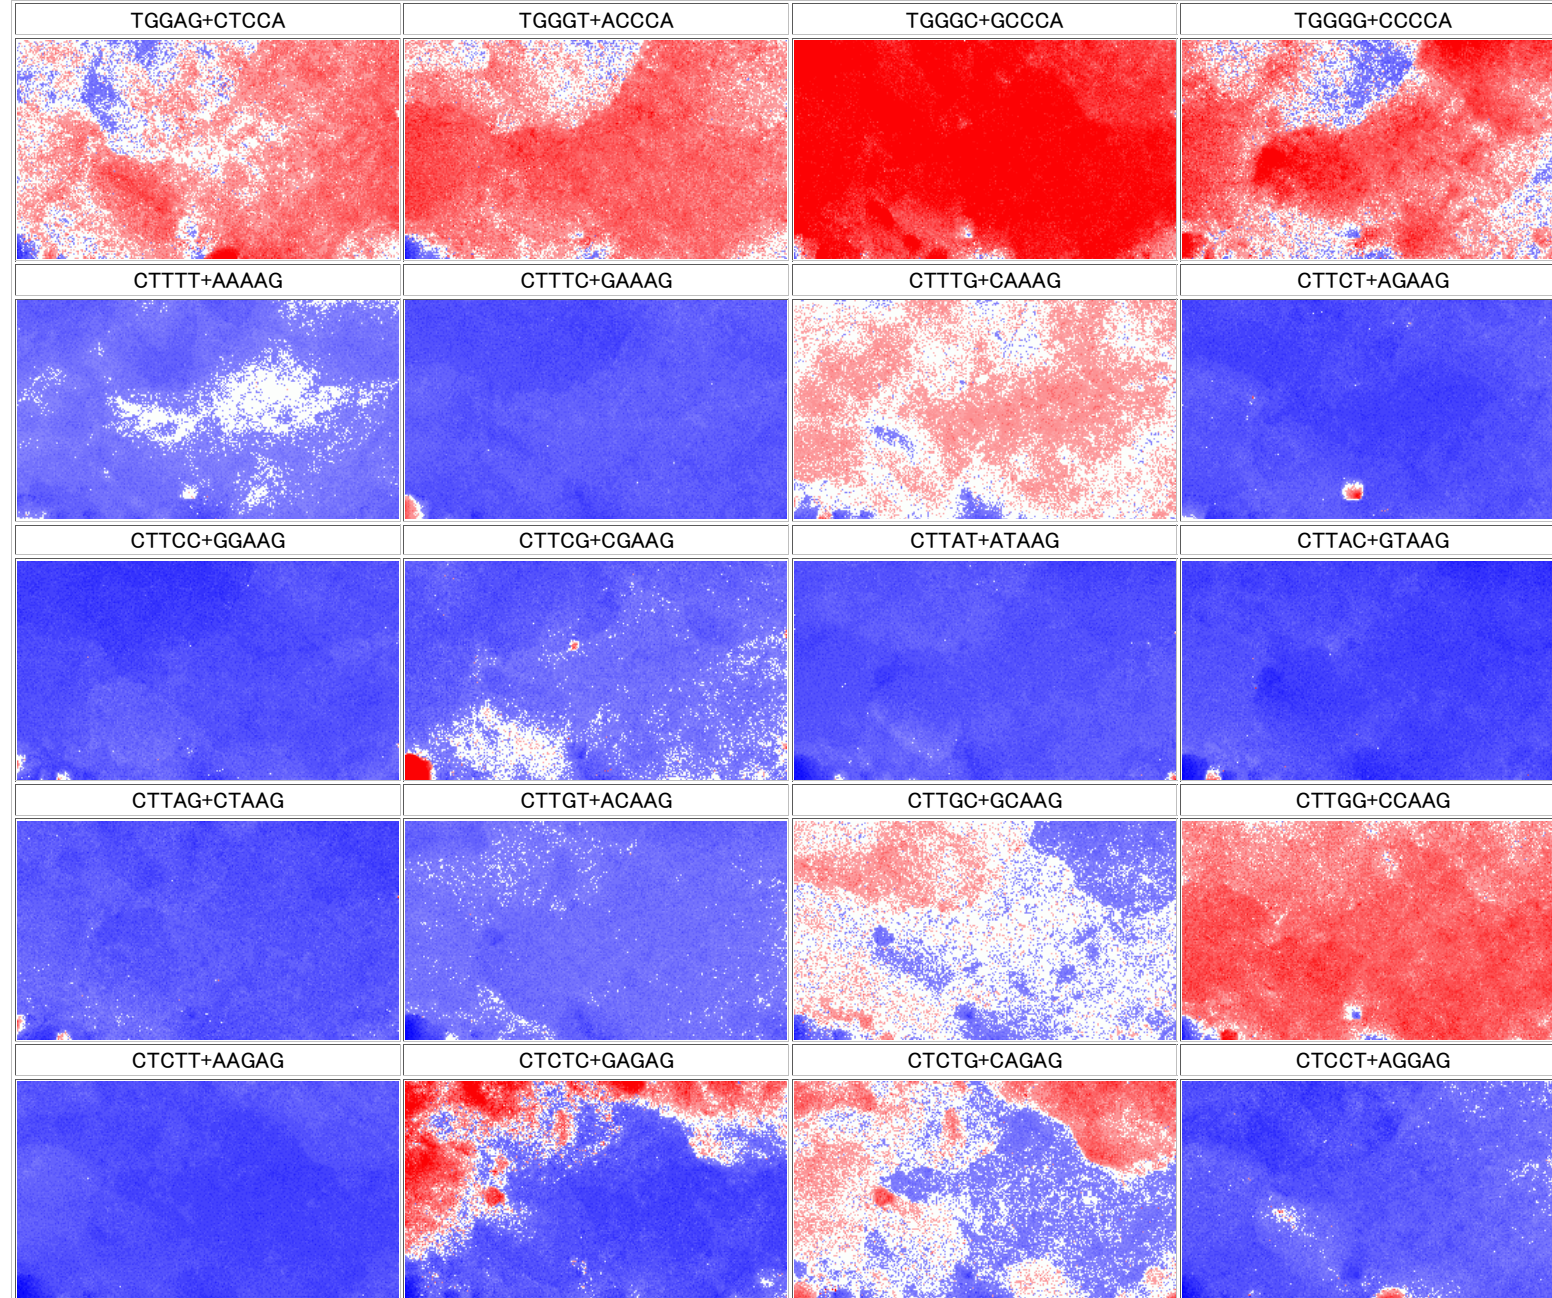 TGGAG+CTCCA TGGGT+ACCCA TGGGC+GCCCA TGGGG+CCCCA
CTTTT+AAAAG CTTTC+GAAAG CTTTG+CAAAG CTTCT+AGAAG
CTTCC+GGAAG CTTCG+CGAAG CTTAT+ATAAG CTTAC+GTAAG
CTTAG+CTAAG CTTGT+ACAAG CTTGC+GCAAG CTTGG+CCAAG
CTCTT+AAGAG CTCTC+GAGAG CTCTG+CAGAG CTCCT+AGGAG